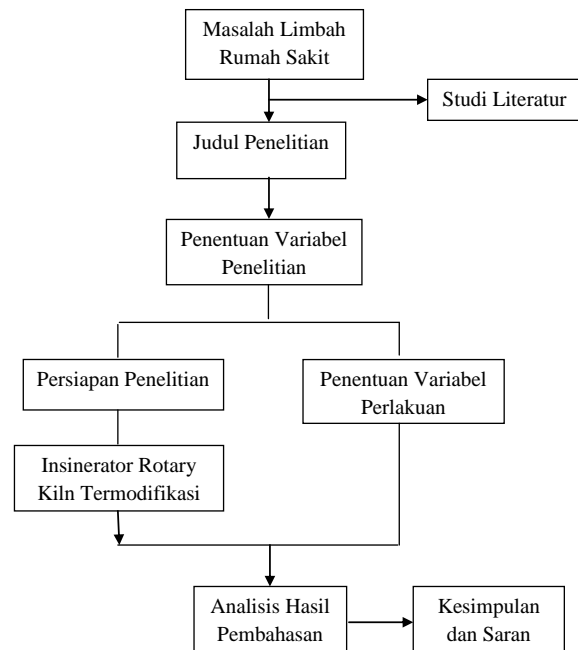 Masalah Limbah
Rumah Sakit
Studi Literatur
Judul Penelitian
Penentuan Variabel
Penelitian
Persiapan Penelitian
Penentuan Variabel
Perlakuan
Insinerator Rotary
Kiln Termodifikasi
Analisis Hasil
Pembahasan
Kesimpulan
dan Saran